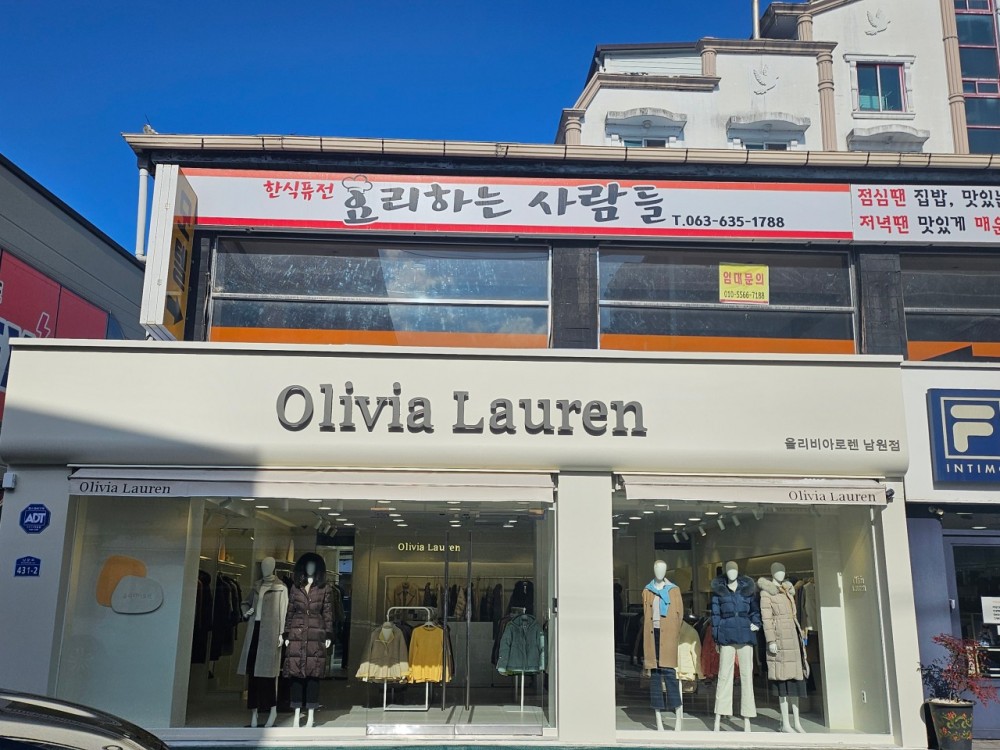 한식퓨전 요리하는 사람들 T.063-635-1788
점심땐 집밥, 맛있는
저녁땐 맛있게 매운
임대문의
010-5566-7188
Olivia Lauren
올리비아로렌 남원점
Olivia Lauren
Olivia Lauren
Olivia Lauren
ADT
431-2
F
INTIMO